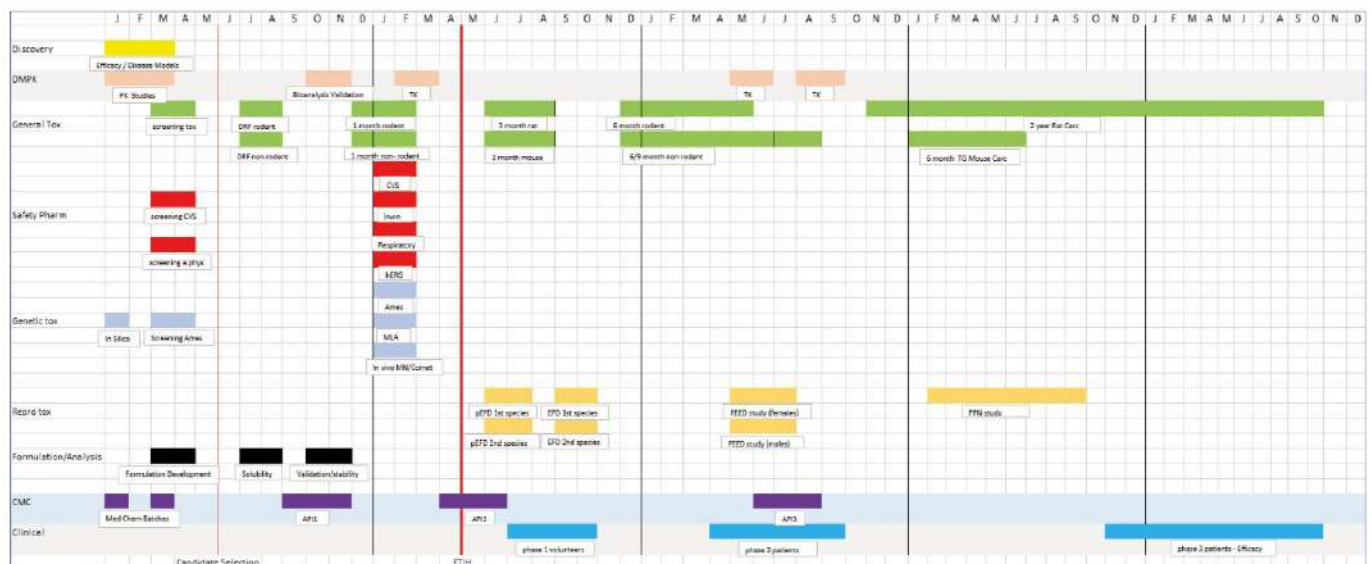 J F M A M J J A S O N D J F M A M J J A S O N D J F M A M J J A S O N D J F M A M J J A S O N D J F M A M J J A S O N D
Discovery
Efficacy / Disease Models
DMPK
PK Studies
Bioanalysis Validation
TK
TK
TK
General Tox
screening tox
DRF rodent
1 month rodent
3 month rat
6 month rodent
2 year Rat Carc
DRF non rodent
1 month non- rodent
3 month mouse
6/9 month non rodent
6 month TG Mouse Carc
CVS
Safety Pharm
screening CVS
Irwin
Respiratory
screening e.phys
hERG
Ames
Genetic tox
In Silico
Screening Ames
MLA
In vivo MN/Comet
Repro tox
pEFD 1st species
EFD 1st species
FEED study (females)
PPN study
pEFD 2nd species
EFD 2nd species
FEED study (males)
Formulation/Analysis
Formulation Development
Solubility
Validation/stability
CMC
Med Chem Batches
API1
API2
API3
Clinical
phase 1 volunteers
phase 2 patients
phase 3 patients - Efficacy
Candidate Selection
FTIH